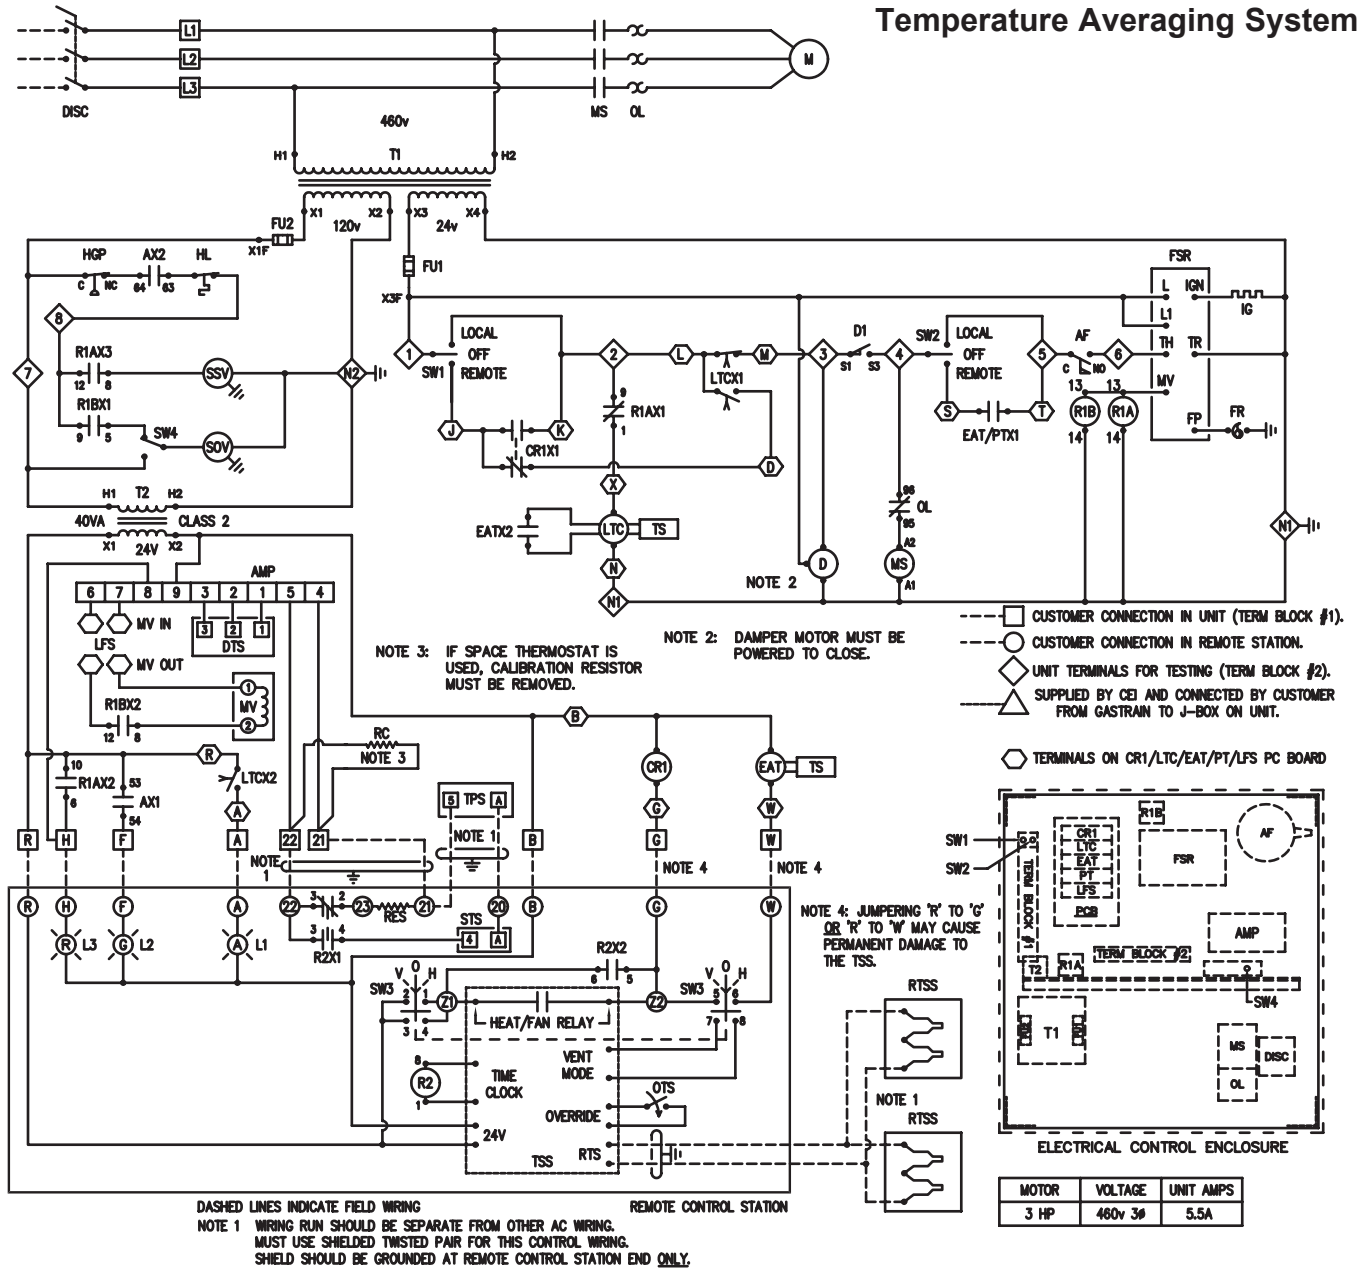 Temperature Averaging System
L1
L2
L3
DISC
MS OL
M
460v
H1 T1 H2
X1 X2 X3 X4
120v 24v
FU2
X1F
FU1
X3F
HGP AX2 HL
C NC 64 63
8
7
R1AX3
12 8
SSV
N2
R1BX1
9 5
SW4
SOV
1
LOCAL
OFF
REMOTE
SW1
J K
CR1X1
2
9
R1AX1
1
X
L M
LTCX1
D
3
D1
S1 S3
4
SW2
LOCAL
OFF
REMOTE
S T
EAT/PTX1
5
AF
C NO
6
FSR
L IGN
IG
L1
TH TR
MV
FP FR
13 13
R1B R1A
14 14
N1
EATX2
LTC TS
N
N1
NOTE 2
D
96
OL
95
A2
MS
A1
H1 T2 H2
40VA CLASS 2
X1 24V X2
AMP
6 7 8 9 3 2 1 5 4
MV IN
LFS
3 2 1
DTS
MV OUT
1
MV
2
R1BX2
12 8
NOTE 3: IF SPACE THERMOSTAT IS
USED, CALIBRATION RESISTOR
MUST BE REMOVED.
NOTE 2: DAMPER MOTOR MUST BE
POWERED TO CLOSE.
CUSTOMER CONNECTION IN UNIT (TERM BLOCK #1).
CUSTOMER CONNECTION IN REMOTE STATION.
UNIT TERMINALS FOR TESTING (TERM BLOCK #2).
SUPPLIED BY CEI AND CONNECTED BY CUSTOMER
FROM GASTRAIN TO J-BOX ON UNIT.
TERMINALS ON CR1/LTC/EAT/PT/LFS PC BOARD
B
R
RC
NOTE 3
10
R1AX2
6
53
AX1
54
LTCX2
A
5 TPS A
NOTE 1
CR1
G
EAT TS
W
R H F A 22 21 B G W
NOTE
1
NOTE 4 NOTE 4
R H F A 22 3 2 23 RES 21 20 B G W
R L3 G L2 A L1
3 4
R2X1
STS
4 A
NOTE 4: JUMPERING 'R' TO 'G'
OR 'R' TO 'W' MAY CAUSE
PERMANENT DAMAGE TO
THE TSS.
R2X2
6 5
SW3
V O H
2 1
3 4
Z1
HEAT/FAN RELAY
Z2
SW3
V O H
5 6
7 8
VENT
MODE
8
R2
1
TIME
CLOCK
OTS
OVERRIDE
24V
RTS
TSS
RTSS
NOTE 1
RTSS
SW1
SW2
TERM BLOCK #1
CR1
LTC
EAT
PT
LFS
PCB
R1B
FSR
AF
AMP
TERM BLOCK #2
T2 R1A
SW4
T1
MS
DISC
OL
ELECTRICAL CONTROL ENCLOSURE
MOTOR VOLTAGE UNIT AMPS
3 HP 460v 3ø 5.5A
DASHED LINES INDICATE FIELD WIRING
REMOTE CONTROL STATION
NOTE 1 WIRING RUN SHOULD BE SEPARATE FROM OTHER AC WIRING.
MUST USE SHIELDED TWISTED PAIR FOR THIS CONTROL WIRING.
SHIELD SHOULD BE GROUNDED AT REMOTE CONTROL STATION END ONLY.